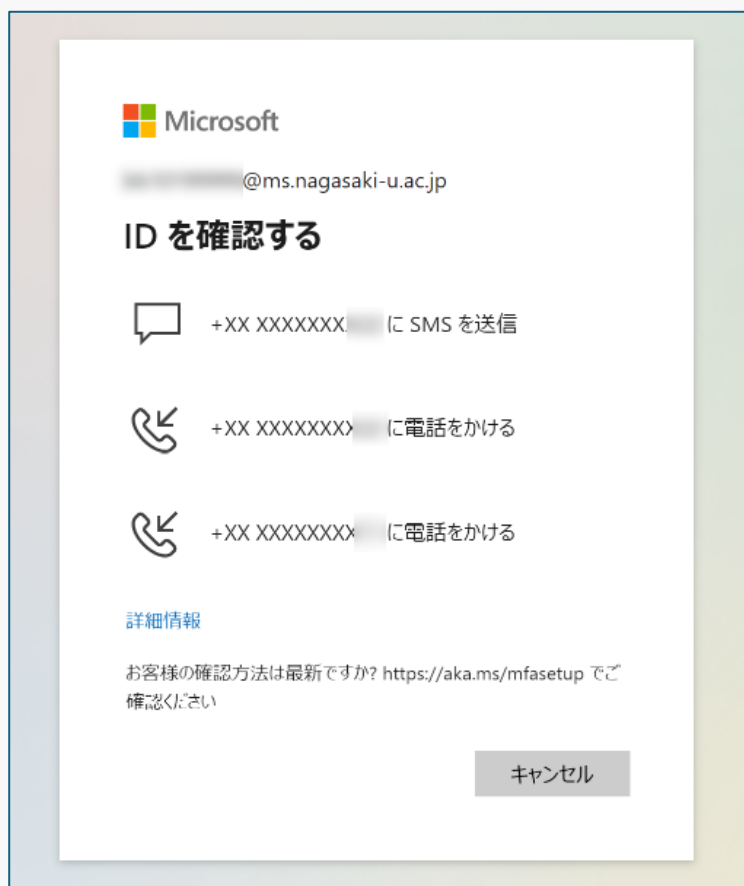 Microsoft
@ms.nagasaki-u.ac.jp
ID を確認する
+XX XXXXXXX に SMS を送信
+XX XXXXXXXX に電話をかける
+XX XXXXXXXX に電話をかける
詳細情報
お客様の確認方法は最新ですか? https://aka.ms/mfasetup でご
確認ください
キャンセル